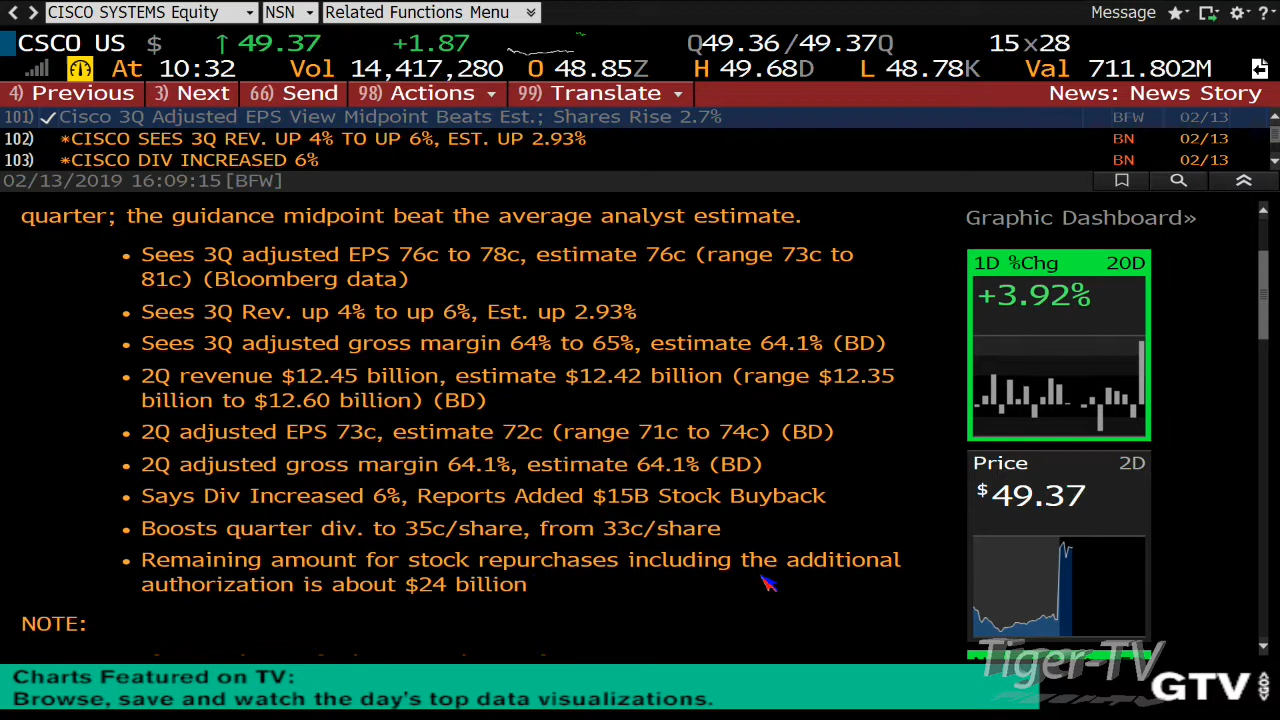 CISCO SYSTEMS Equity NSN Related Functions Menu Message ?
CSCO US $ ↑ 49.37 +1.87 Q49.36/49.37Q 15x28
At 10:32 Vol 14,417,280 O 48.85Z H 49.68D L 48.78K Val 711.802M
4) Previous 3) Next 66) Send 98) Actions 99) Translate News: News Story
101) ✓Cisco 3Q Adjusted EPS View Midpoint Beats Est.; Shares Rise 2.7% BFW 02/13
102) *CISCO SEES 3Q REV. UP 4% TO UP 6%, EST. UP 2.93% BN 02/13
103) *CISCO DIV INCREASED 6% BN 02/13
02/13/2019 16:09:15[BFW]
quarter; the guidance midpoint beat the average analyst estimate.
• Sees 3Q adjusted EPS 76c to 78c, estimate 76c (range 73c to
81c) (Bloomberg data)
• Sees 3Q Rev. up 4% to up 6%, Est. up 2.93%
• Sees 3Q adjusted gross margin 64% to 65%, estimate 64.1% (BD)
• 2Q revenue $12.45 billion, estimate $12.42 billion (range $12.35
billion to $12.60 billion) (BD)
• 2Q adjusted EPS 73c, estimate 72c (range 71c to 74c) (BD)
• 2Q adjusted gross margin 64.1%, estimate 64.1% (BD)
• Says Div Increased 6%, Reports Added $15B Stock Buyback
• Boosts quarter div. to 35c/share, from 33c/share
• Remaining amount for stock repurchases including the additional
authorization is about $24 billion
NOTE:
Graphic Dashboard»
1D %Chg 20D
+3.92%
Price 2D
$49.37
Tiger-TV
Charts Featured on TV:
Browse, save and watch the day's top data visualizations.
GTV